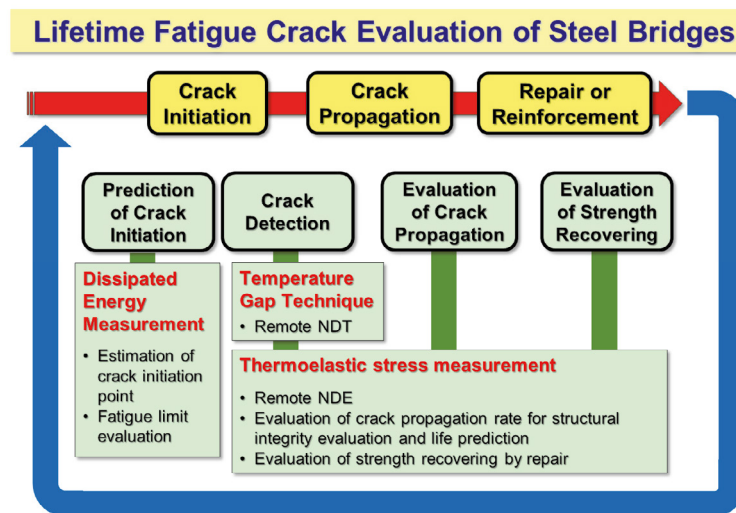 Lifetime Fatigue Crack Evaluation of Steel Bridges
Crack
Initiation
Crack
Propagation
Repair or
Reinforcement
Prediction
of Crack
Initiation
Crack
Detection
Evaluation
of Crack
Propagation
Evaluation
of Strength
Recovering
Dissipated
Energy
Measurement
• Estimation of
crack initiation
point
• Fatigue limit
evaluation
Temperature
Gap Technique
• Remote NDT
Thermoelastic stress measurement
• Remote NDE
• Evaluation of crack propagation rate for structural
integrity evaluation and life prediction
• Evaluation of strength recovering by repair